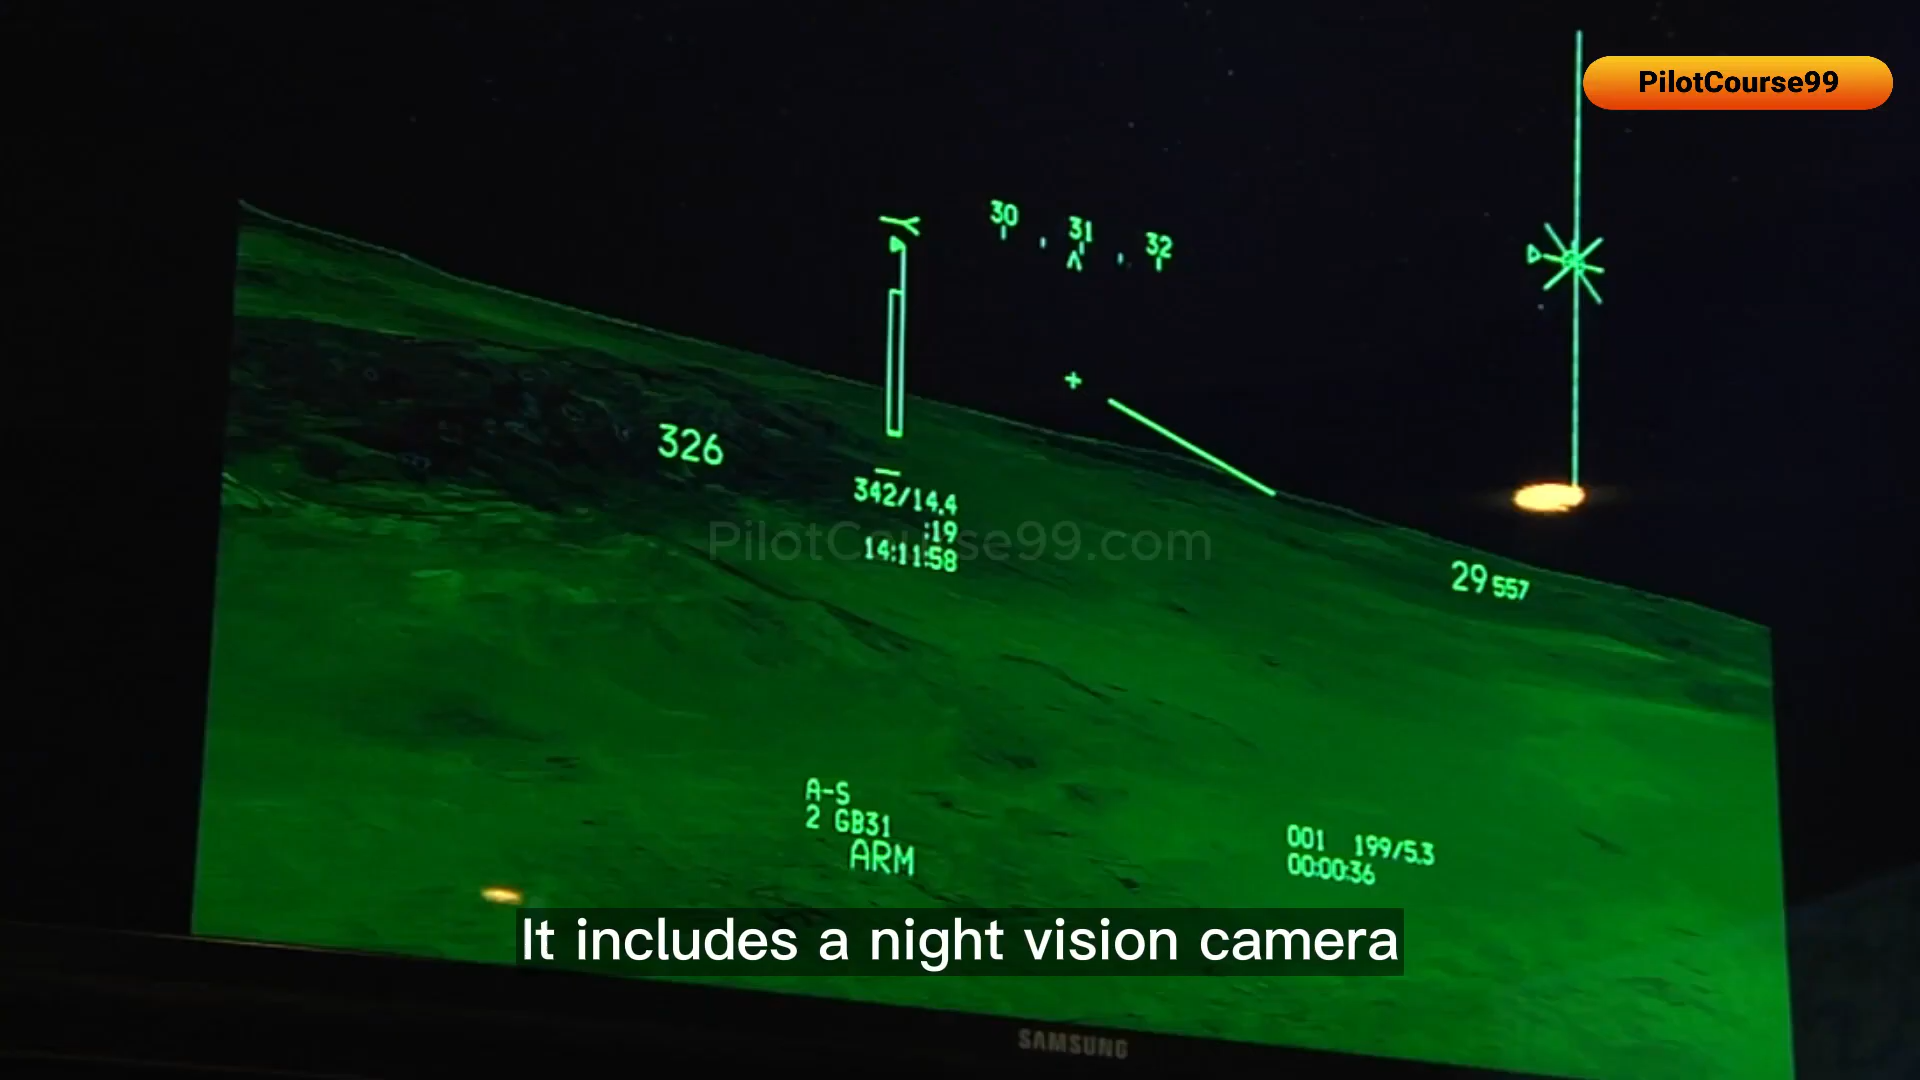 PilotCourse99
30 31 32
326
342/14.4
:19
14:11:58
PilotCourse99.com
29 557
A-S
2 GB31
ARM
001 199/5.3
00:00:36
It includes a night vision camera
SAMSUNG